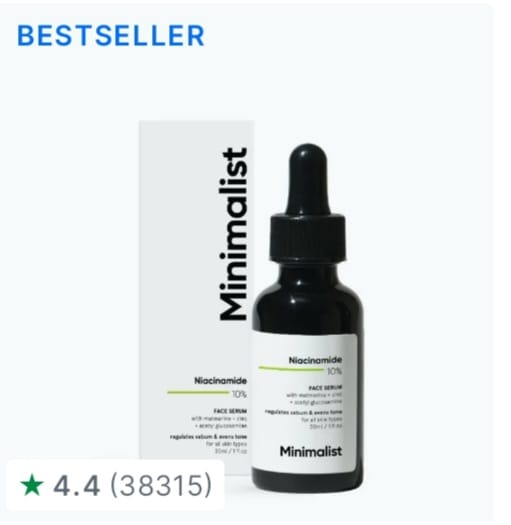 BESTSELLER
Minimalist
Niacinamide
10%
FACE SERUM
with matmarine + zinc
+ acetyl glucosamine
regulates sebum & evens tone
for all skin types
30ml / 1 fl oz
Niacinamide
10%
FACE SERUM
with matmarine + zinc
+ acetyl glucosamine
regulates sebum & evens tone
for all skin types
30ml / 1 fl oz
Minimalist
★ 4.4 (38315)